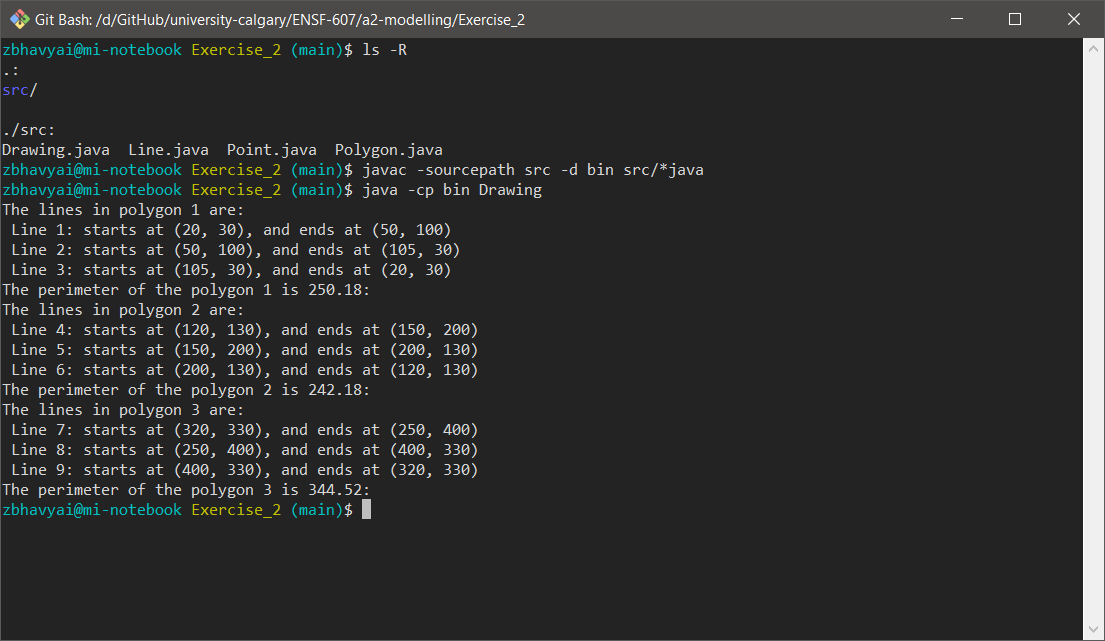 Git Bash: /d/GitHub/university-calgary/ENSF-607/a2-modelling/Exercise_2
zbhavyai@mi-notebook Exercise_2 (main)$ ls -R
.:
src/
./src:
Drawing.java  Line.java  Point.java  Polygon.java
zbhavyai@mi-notebook Exercise_2 (main)$ javac -sourcepath src -d bin src/*java
zbhavyai@mi-notebook Exercise_2 (main)$ java -cp bin Drawing
The lines in polygon 1 are:
 Line 1: starts at (20, 30), and ends at (50, 100)
 Line 2: starts at (50, 100), and ends at (105, 30)
 Line 3: starts at (105, 30), and ends at (20, 30)
The perimeter of the polygon 1 is 250.18:
The lines in polygon 2 are:
 Line 4: starts at (120, 130), and ends at (150, 200)
 Line 5: starts at (150, 200), and ends at (200, 130)
 Line 6: starts at (200, 130), and ends at (120, 130)
The perimeter of the polygon 2 is 242.18:
The lines in polygon 3 are:
 Line 7: starts at (320, 330), and ends at (250, 400)
 Line 8: starts at (250, 400), and ends at (400, 330)
 Line 9: starts at (400, 330), and ends at (320, 330)
The perimeter of the polygon 3 is 344.52:
zbhavyai@mi-notebook Exercise_2 (main)$